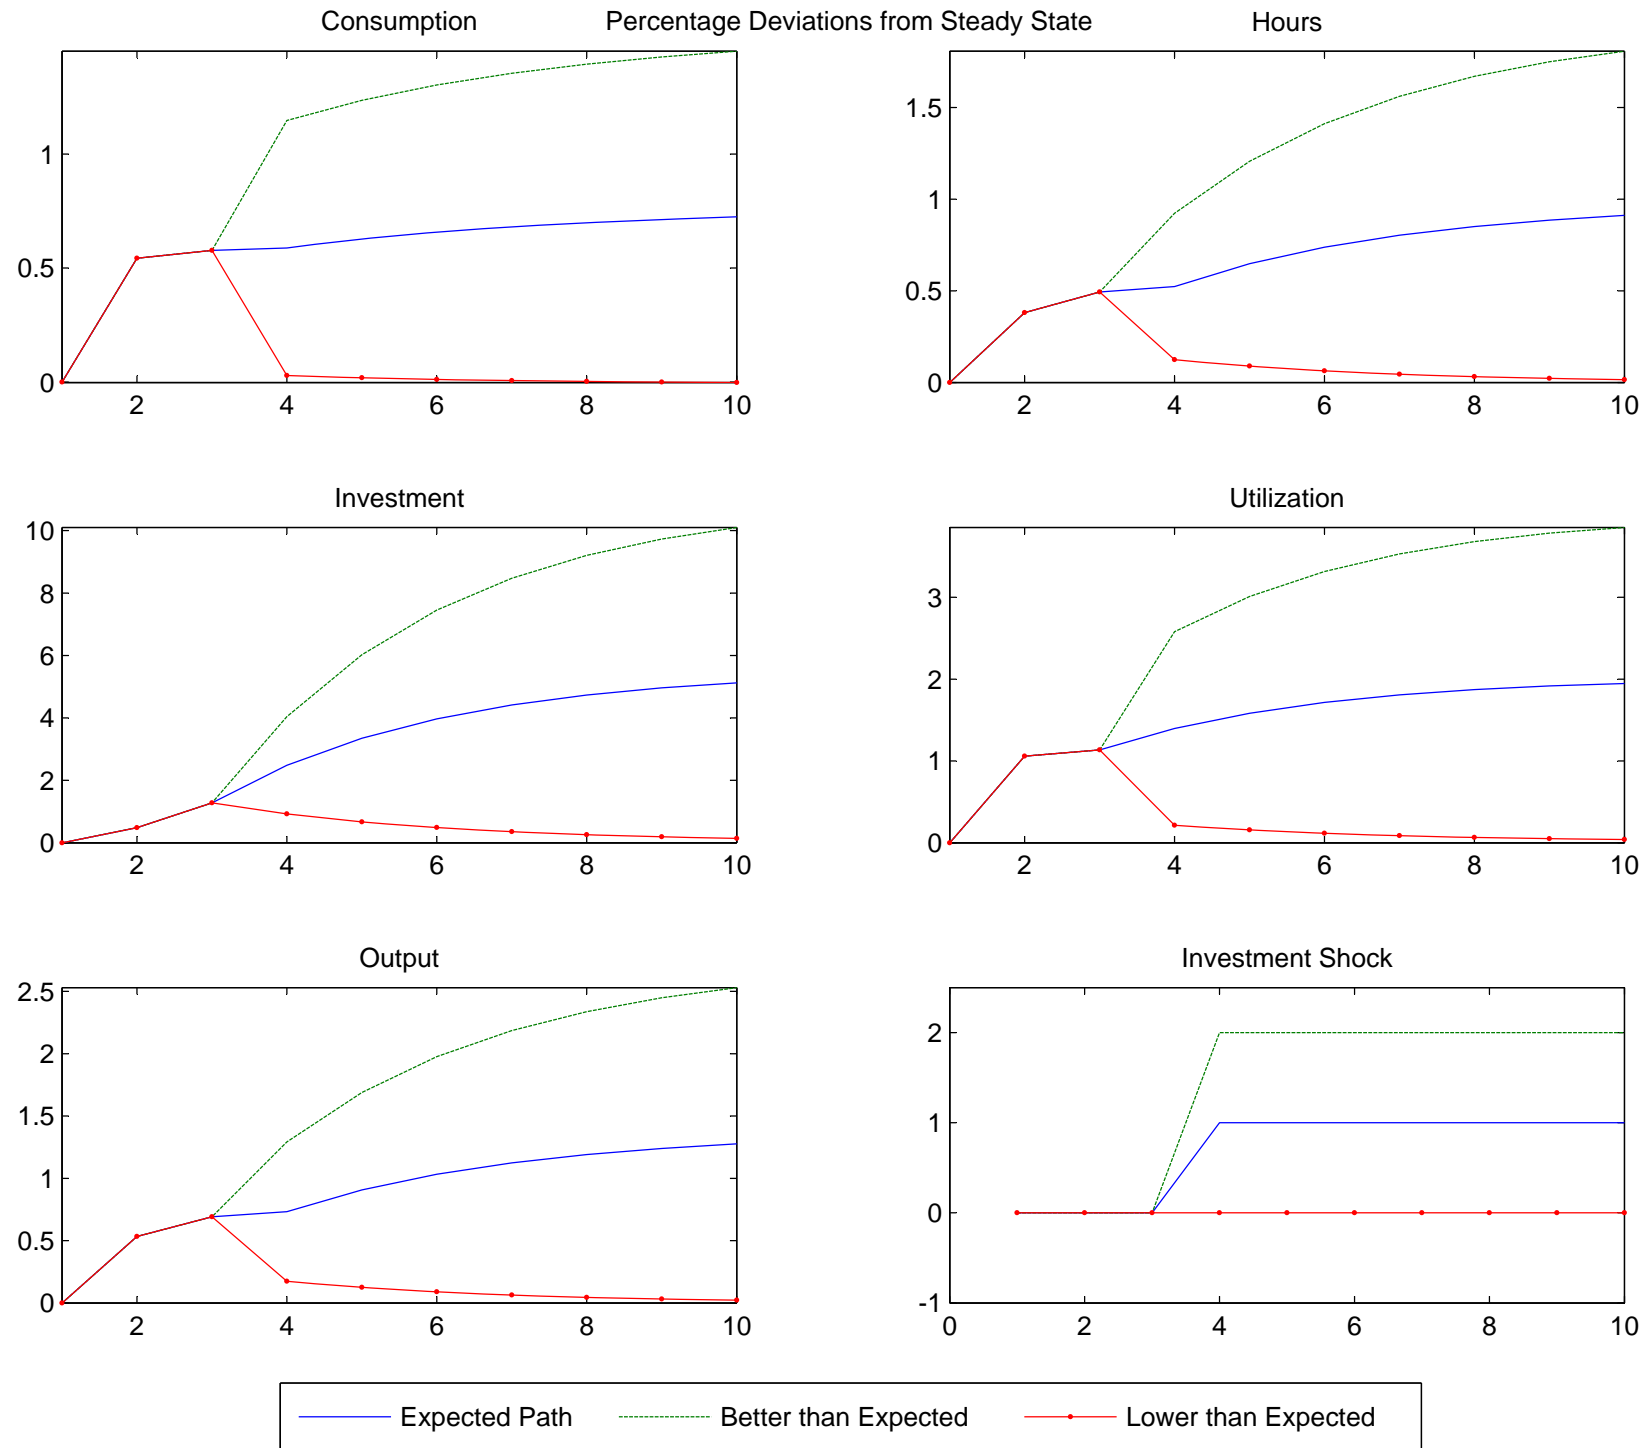 Consumption Percentage Deviations from Steady State Hours
1
0.5
0
2 4 6 8 10
1.5
1
0.5
0
2 4 6 8 10
Investment
10
8
6
4
2
0
2 4 6 8 10
Utilization
3
2
1
0
2 4 6 8 10
Output
2.5
2
1.5
1
0.5
0
2 4 6 8 10
Investment Shock
2
1
0
-1
0 2 4 6 8 10
Expected Path Better than Expected Lower than Expected